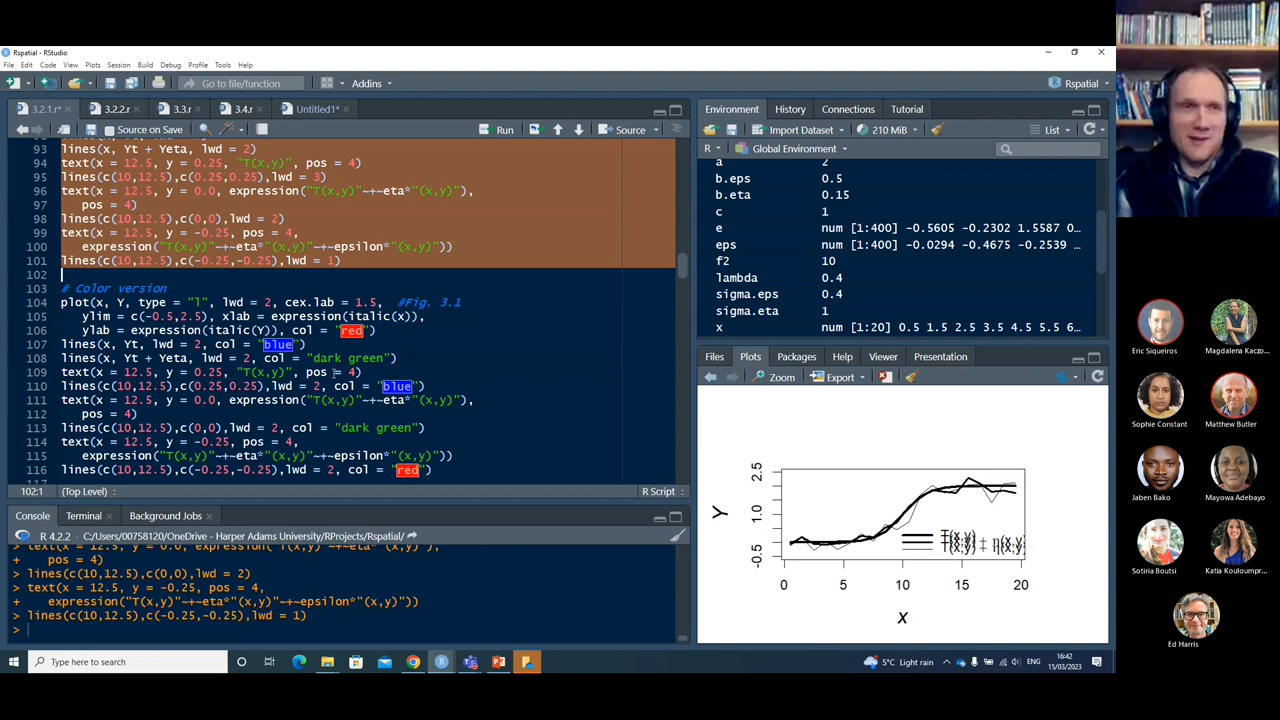 Rspatial - RStudio
File Edit Code View Plots Session Build Debug Profile Tools Help
Go to file/function Addins Rspatial
3.2.1.r* 3.2.2.r 3.3.r 3.4.r Untitled1*
Source on Save Run Source
93 lines(x, Yt + Yeta, lwd = 2)
94 text(x = 12.5, y = 0.25, "T(x,y)", pos = 4)
95 lines(c(10,12.5),c(0.25,0.25),lwd = 3)
96 text(x = 12.5, y = 0.0, expression("T(x,y)"~+~eta*"(x,y)"),
97 pos = 4)
98 lines(c(10,12.5),c(0,0),lwd = 2)
99 text(x = 12.5, y = -0.25, pos = 4,
100 expression("T(x,y)"~+~eta*"(x,y)"~+~epsilon*"(x,y)"))
101 lines(c(10,12.5),c(-0.25,-0.25),lwd = 1)
102
103 # Color version
104 plot(x, Y, type = "l", lwd = 2, cex.lab = 1.5, #Fig. 3.1
105 ylim = c(-0.5,2.5), xlab = expression(italic(x)),
106 ylab = expression(italic(Y)), col = "red")
107 lines(x, Yt, lwd = 2, col = "blue")
108 lines(x, Yt + Yeta, lwd = 2, col = "dark green")
109 text(x = 12.5, y = 0.25, "T(x,y)", pos = 4)
110 lines(c(10,12.5),c(0.25,0.25),lwd = 2, col = "blue")
111 text(x = 12.5, y = 0.0, expression("T(x,y)"~+~eta*"(x,y)"),
112 pos = 4)
113 lines(c(10,12.5),c(0,0),lwd = 2, col = "dark green")
114 text(x = 12.5, y = -0.25, pos = 4,
115 expression("T(x,y)"~+~eta*"(x,y)"~+~epsilon*"(x,y)"))
116 lines(c(10,12.5),c(-0.25,-0.25),lwd = 2, col = "red")
102:1 (Top Level) R Script
Console Terminal Background Jobs
R 4.2.2 · C:/Users/00758120/OneDrive - Harper Adams University/RProjects/Rspatial/
text(x = 12.5, y = 0.0, expression("T(x,y)"~+~eta*"(x,y)"),
+ pos = 4)
> lines(c(10,12.5),c(0,0),lwd = 2)
> text(x = 12.5, y = -0.25, pos = 4,
+ expression("T(x,y)"~+~eta*"(x,y)"~+~epsilon*"(x,y)"))
> lines(c(10,12.5),c(-0.25,-0.25),lwd = 1)
>
Environment History Connections Tutorial
Import Dataset 210 MiB List
R Global Environment
a 2
b.eps 0.5
b.eta 0.15
c 1
e num [1:400] -0.5605 -0.2302 1.5587 0...
eps num [1:400] -0.0294 -0.4675 -0.2539 ...
f2 10
lambda 0.4
sigma.eps 0.4
sigma.eta 1
x num [1:20] 0.5 1.5 2.5 3.5 4.5 5.5 6...
Files Plots Packages Help Viewer Presentation
Zoom Export
Y
2.5
1.0
-0.5
0 5 10 15 20
x
Eric Siqueiros
Magdalena Kaczo...
Sophie Constant
Matthew Butler
Jaben Bako
Mayowa Adebayo
Sotiria Boutsi
Katia Kouloumpr...
Ed Harris
Type here to search
5°C Light rain
ENG
16:42
15/03/2023